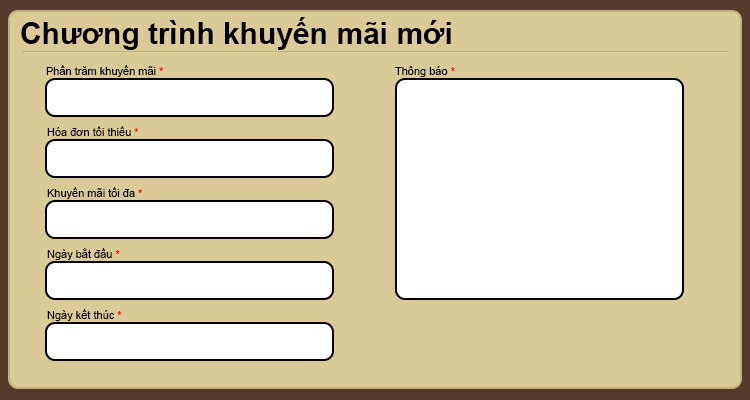 Chương trình khuyến mãi mới
Phần trăm khuyến mãi *
Hóa đơn tối thiểu *
Khuyến mãi tối đa *
Ngày bắt đầu *
Ngày kết thúc *
Thông báo *